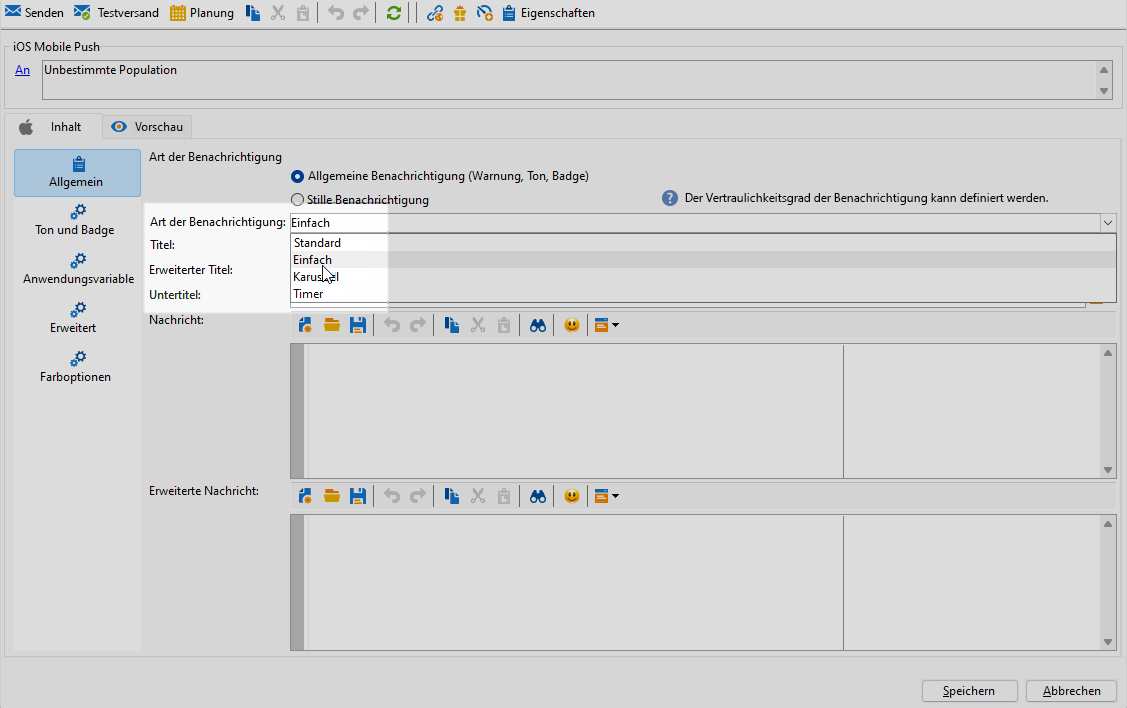 Senden Testversand Planung Eigenschaften
iOS Mobile Push
An Unbestimmte Population
Inhalt Vorschau
Art der Benachrichtigung
Allgemeine Benachrichtigung (Warnung, Ton, Badge)
Stille Benachrichtigung
? Der Vertraulichkeitsgrad der Benachrichtigung kann definiert werden.
Allgemein
Ton und Badge
Anwendungsvariable
Erweitert
Farboptionen
Art der Benachrichtigung: Einfach
Standard
Einfach
Karussell
Timer
Titel:
Erweiterter Titel:
Untertitel:
Nachricht:
Erweiterte Nachricht:
Speichern Abbrechen